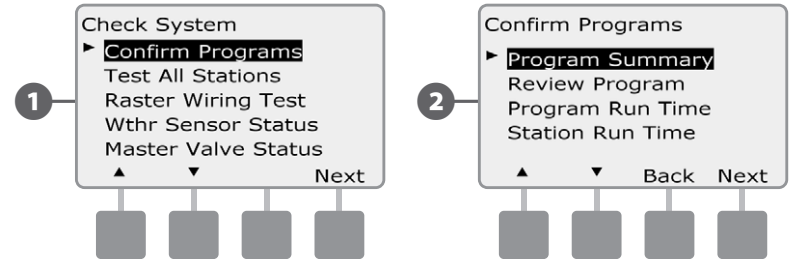 1
Check System
► Confirm Programs
Test All Stations
Raster Wiring Test
Wthr Sensor Status
Master Valve Status
▲ ▼ Next
2
Confirm Programs
► Program Summary
Review Program
Program Run Time
Station Run Time
▲ ▼ Back Next